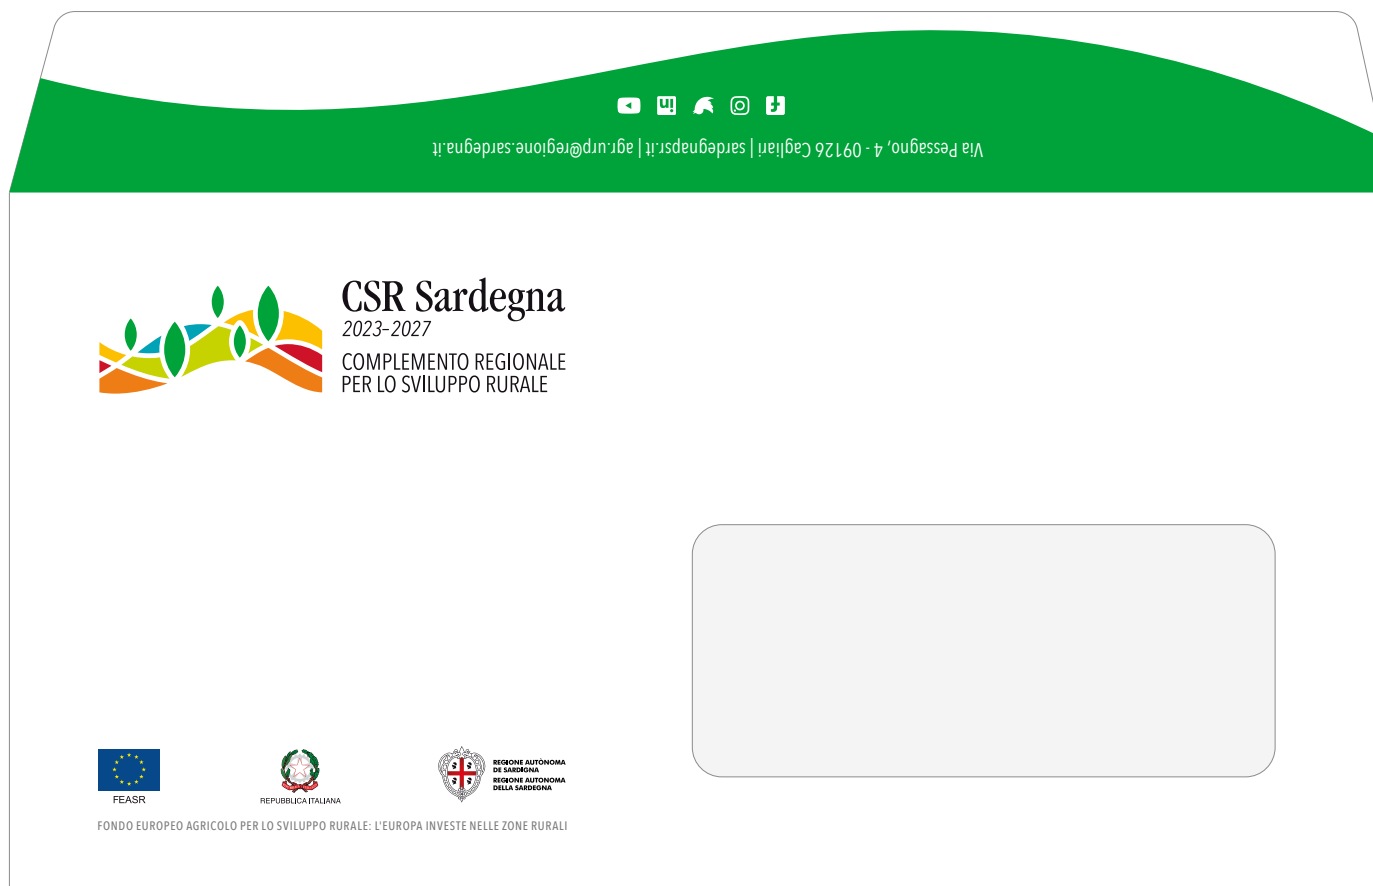 Via Pessagno, 4 - 09126 Cagliari | sardegnapsr.it | agr.urp@regione.sardegna.it
CSR Sardegna
2023-2027
COMPLEMENTO REGIONALE
PER LO SVILUPPO RURALE
FEASR
REPUBBLICA ITALIANA
REGIONE AUTÒNOMA
DE SARDIGNA
REGIONE AUTONOMA
DELLA SARDEGNA
FONDO EUROPEO AGRICOLO PER LO SVILUPPO RURALE: L'EUROPA INVESTE NELLE ZONE RURALI